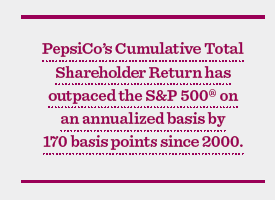 PepsiCo’s Cumulative Total
Shareholder Return has
outpaced the S&P 500® on
an annualized basis by
170 basis points since 2000.